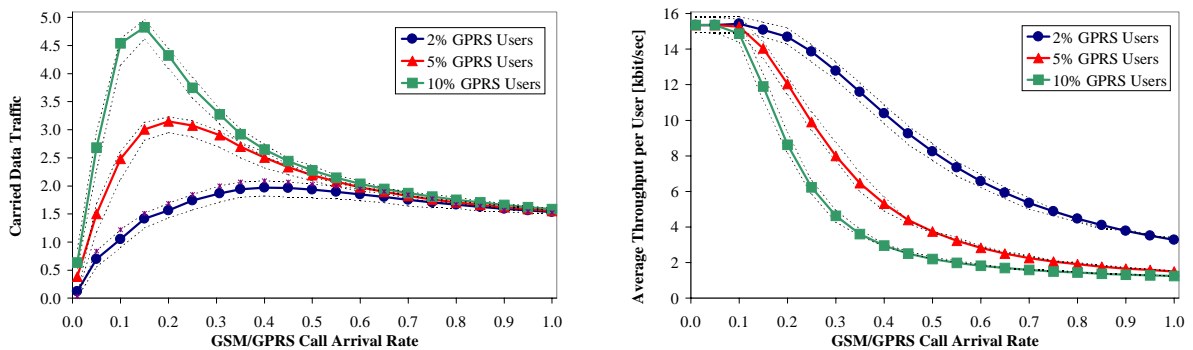 Carried Data Traffic
5.0
4.5
4.0
3.5
3.0
2.5
2.0
1.5
1.0
0.5
0.0
2% GPRS Users
5% GPRS Users
10% GPRS Users
0.0 0.1 0.2 0.3 0.4 0.5 0.6 0.7 0.8 0.9 1.0
GSM/GPRS Call Arrival Rate
Average Throughput per User [kbit/sec]
16
14
12
10
8
6
4
2
0
2% GPRS Users
5% GPRS Users
10% GPRS Users
0.0 0.1 0.2 0.3 0.4 0.5 0.6 0.7 0.8 0.9 1.0
GSM/GPRS Call Arrival Rate